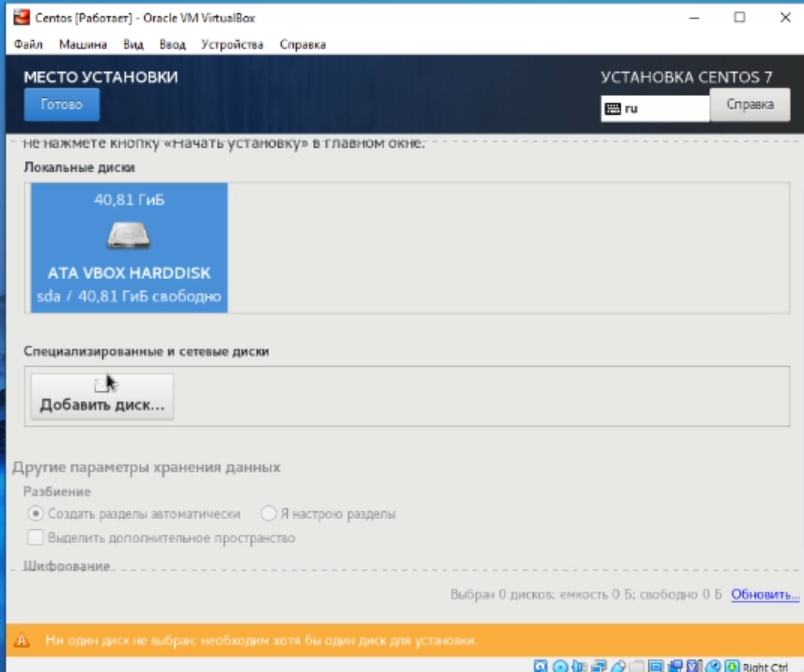 Centos [Работает] - Oracle VM VirtualBox
Файл Машина Вид Ввод Устройства Справка
МЕСТО УСТАНОВКИ
УСТАНОВКА CENTOS 7
Готово
ru
Справка
не нажмете кнопку «Начать установку» в главном окне.
Локальные диски
40,81 ГиБ
ATA VBOX HARDDISK
sda / 40,81 ГиБ свободно
Специализированные и сетевые диски
Добавить диск...
Другие параметры хранения данных
Разбиение
Создать разделы автоматически Я настрою разделы
Выделить дополнительное пространство
Шифрование
Выбран 0 дисков; емкость 0 Б; свободно 0 Б Обновить...
Ни один диск не выбран; необходим хотя бы один диск для установки.
Right Ctrl